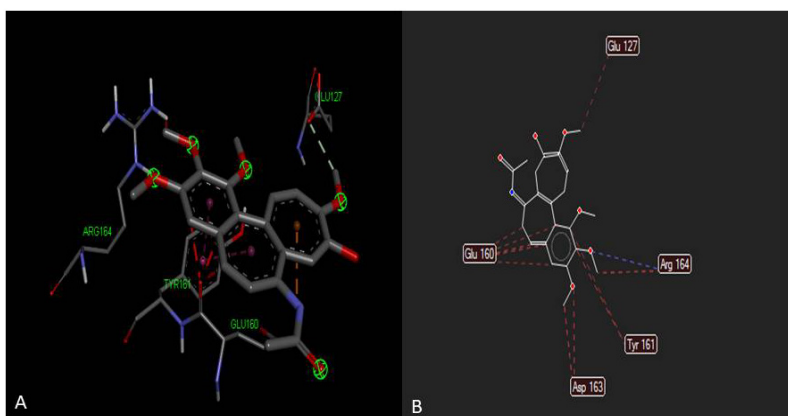 GLU127
ARG164
TYR161
GLU160
A
Glu 127
Glu 160
Arg 164
Tyr 161
Asp 163
B